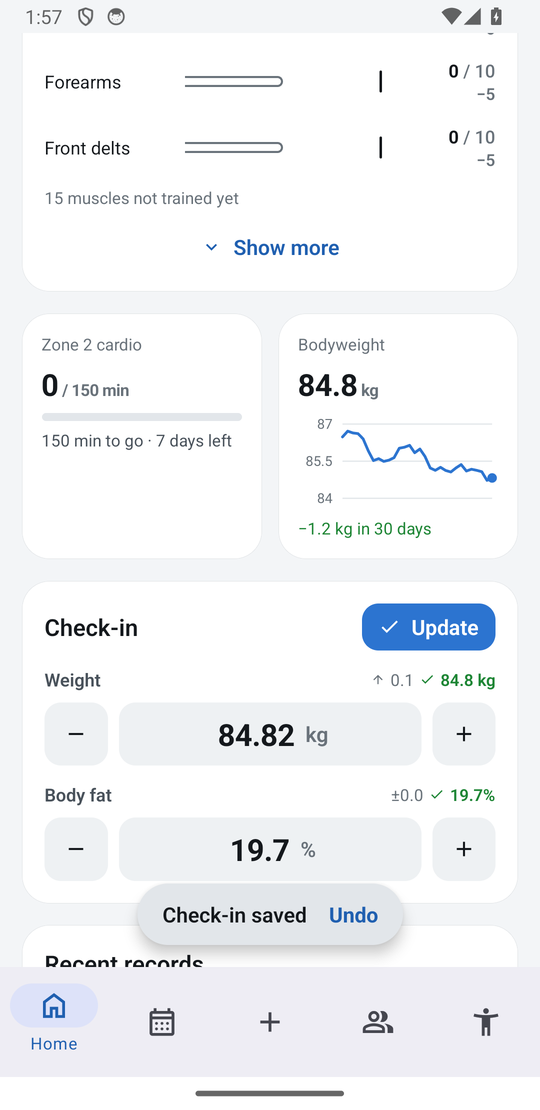 1:57
Forearms
0 / 10
−5
Front delts
0 / 10
−5
15 muscles not trained yet
Show more
Zone 2 cardio
0 / 150 min
150 min to go · 7 days left
Bodyweight
84.8 kg
87
85.5
84
−1.2 kg in 30 days
Check-in
Update
Weight
↑ 0.1 ✓ 84.8 kg
− 84.82 kg +
Body fat
±0.0 ✓ 19.7%
− 19.7 % +
Check-in saved Undo
Recent records
Home